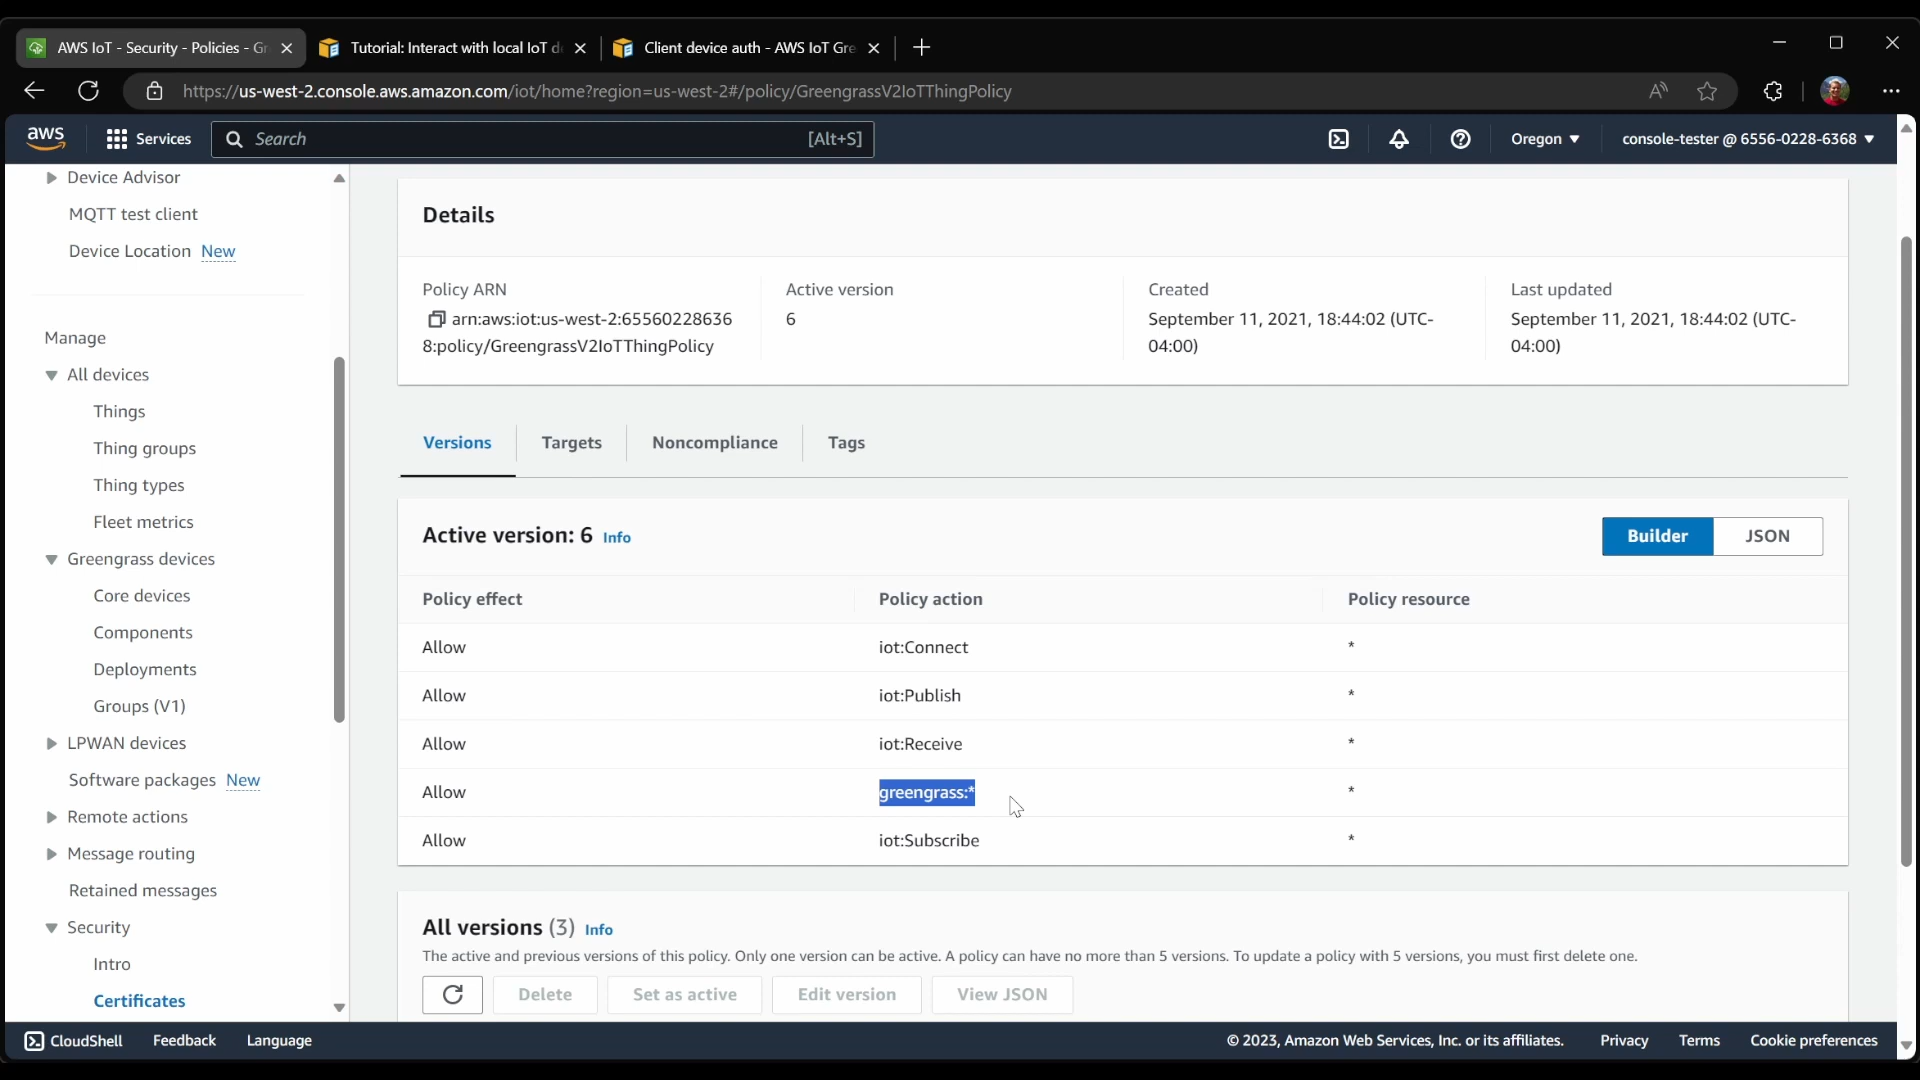 AWS IoT - Security - Policies - Gr
Tutorial: Interact with local IoT d
Client device auth - AWS IoT Gre
https://us-west-2.console.aws.amazon.com/iot/home?region=us-west-2#/policy/GreengrassV2IoTThingPolicy
aws
Services
Search
[Alt+S]
Oregon
console-tester @ 6556-0228-6368
Device Advisor
MQTT test client
Device Location New
Manage
All devices
Things
Thing groups
Thing types
Fleet metrics
Greengrass devices
Core devices
Components
Deployments
Groups (V1)
LPWAN devices
Software packages New
Remote actions
Message routing
Retained messages
Security
Intro
Certificates
Details
Policy ARN
arn:aws:iot:us-west-2:65560228636
8:policy/GreengrassV2IoTThingPolicy
Active version
6
Created
September 11, 2021, 18:44:02 (UTC-
04:00)
Last updated
September 11, 2021, 18:44:02 (UTC-
04:00)
Versions
Targets
Noncompliance
Tags
Active version: 6 Info
Builder
JSON
Policy effect Policy action Policy resource
Allow iot:Connect *
Allow iot:Publish *
Allow iot:Receive *
Allow greengrass:* *
Allow iot:Subscribe *
All versions (3) Info
The active and previous versions of this policy. Only one version can be active. A policy can have no more than 5 versions. To update a policy with 5 versions, you must first delete one.
Delete
Set as active
Edit version
View JSON
CloudShell
Feedback
Language
© 2023, Amazon Web Services, Inc. or its affiliates.
Privacy
Terms
Cookie preferences